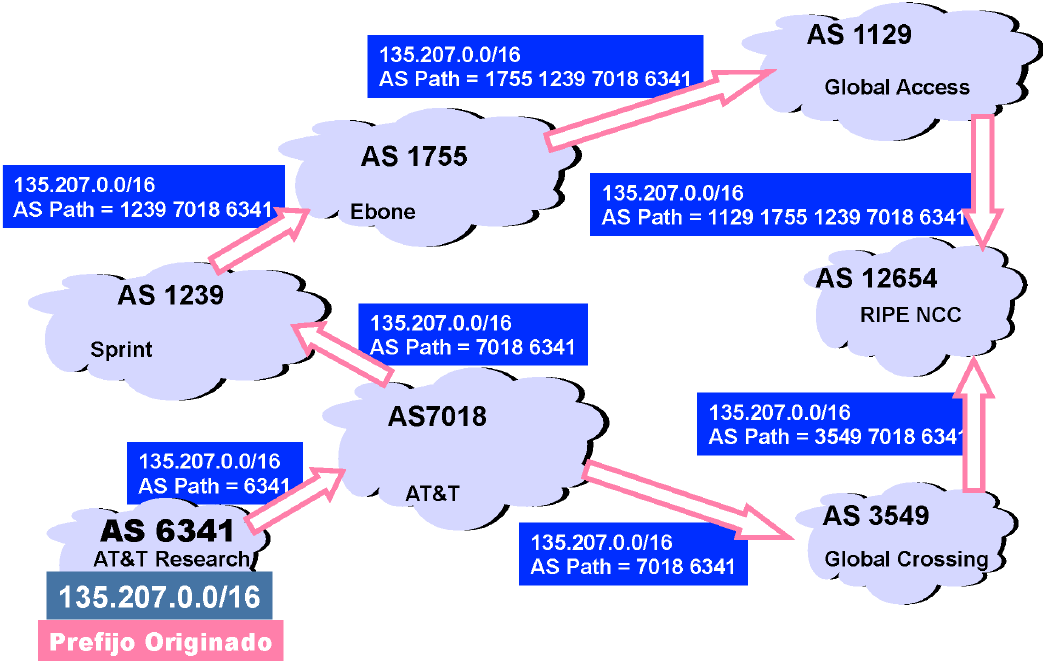 135.207.0.0/16
AS Path = 1755 1239 7018 6341
AS 1129
Global Access
AS 1755
Ebone
135.207.0.0/16
AS Path = 1239 7018 6341
135.207.0.0/16
AS Path = 1129 1755 1239 7018 6341
AS 12654
RIPE NCC
AS 1239
Sprint
135.207.0.0/16
AS Path = 7018 6341
AS7018
AT&T
135.207.0.0/16
AS Path = 3549 7018 6341
135.207.0.0/16
AS Path = 6341
AS 6341
AT&T Research
135.207.0.0/16
Prefijo Originado
135.207.0.0/16
AS Path = 7018 6341
AS 3549
Global Crossing